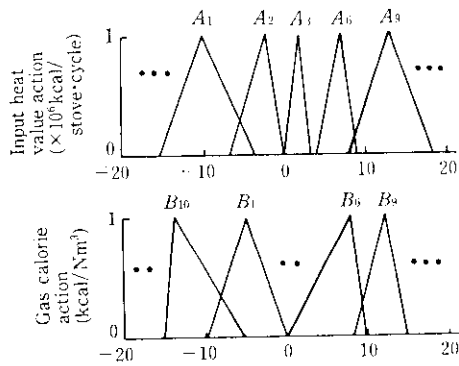 A1 A2 A3 A6 A9
1
Input heat
value action
(×10⁶kcal/
stove·cycle)
0
-20 -10 0 10 20
B10 B1 B6 B9
1
Gas calorie
action
(kcal/Nm³)
0
-20 -10 0 10 20